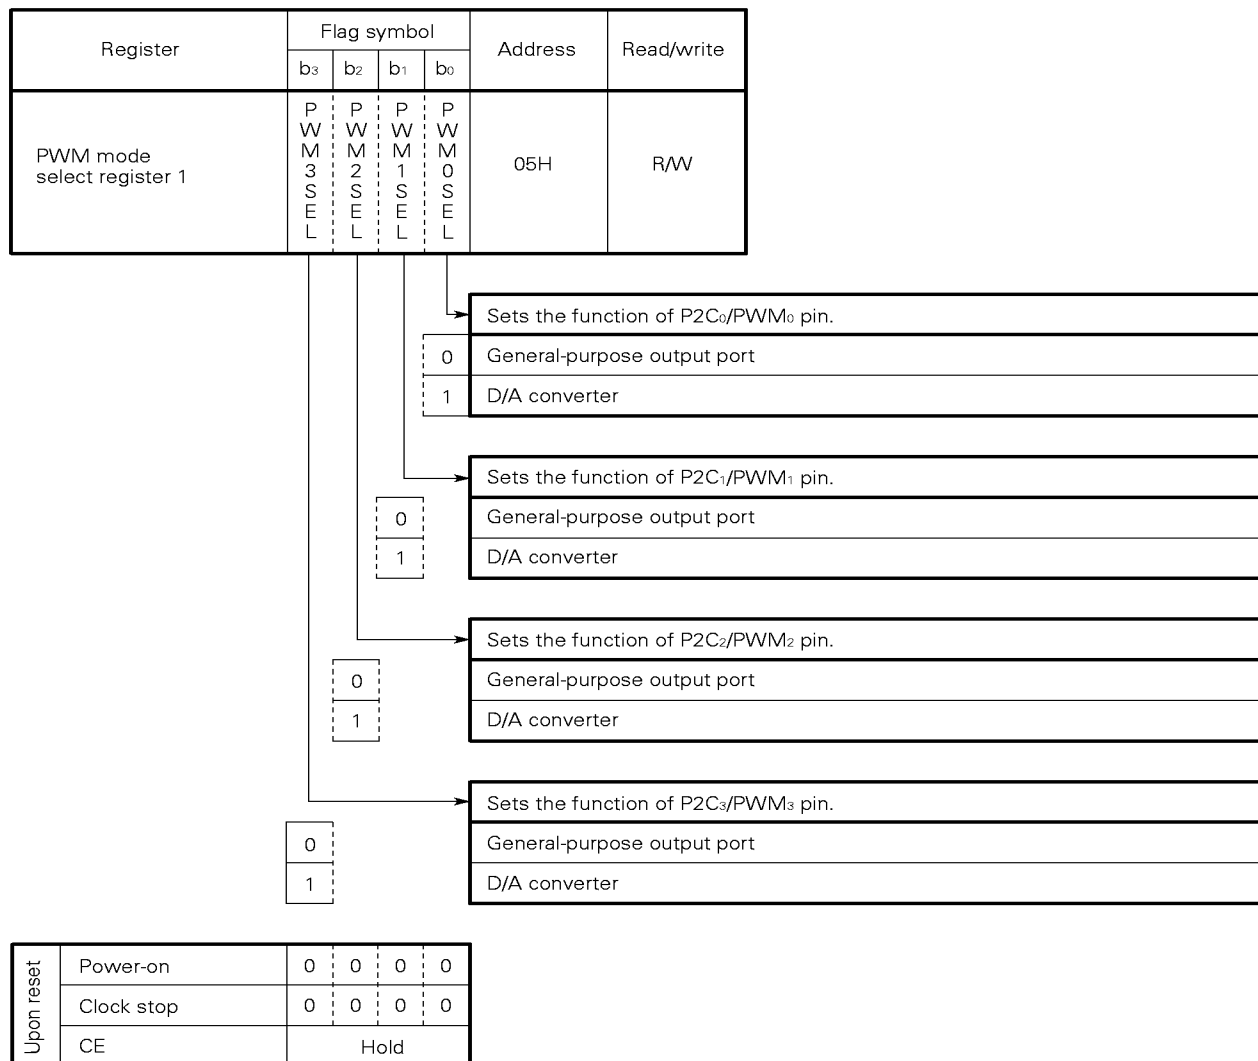 Register Flag symbol Address Read/write
b₃ b₂ b₁ b₀
PWM mode
select register 1
PWM3SEL PWM2SEL PWM1SEL PWM0SEL
05H R/W
Sets the function of P2C₀/PWM₀ pin.
0 General-purpose output port
1 D/A converter
Sets the function of P2C₁/PWM₁ pin.
0 General-purpose output port
1 D/A converter
Sets the function of P2C₂/PWM₂ pin.
0 General-purpose output port
1 D/A converter
Sets the function of P2C₃/PWM₃ pin.
0 General-purpose output port
1 D/A converter
Upon reset
Power-on 0 0 0 0
Clock stop 0 0 0 0
CE Hold